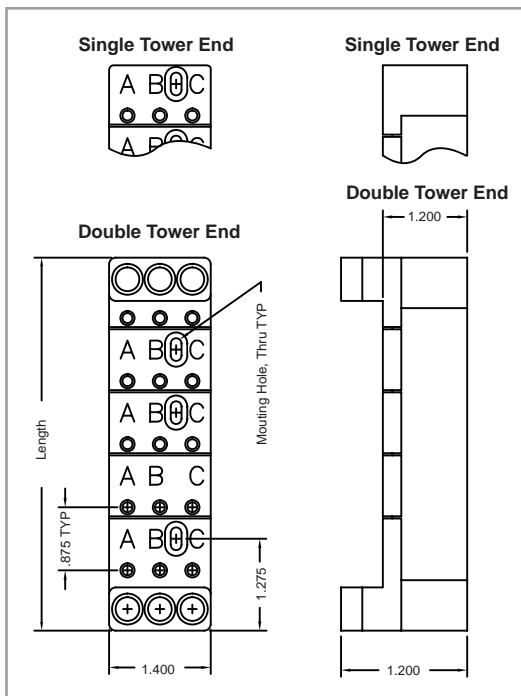 Single Tower End
Single Tower End
A B C
A B C
Double Tower End
1.200
Double Tower End
A B C
A B C
A B C
A B C
Mouting Hole, Thru TYP
Length
.875 TYP
1.275
1.400
1.200